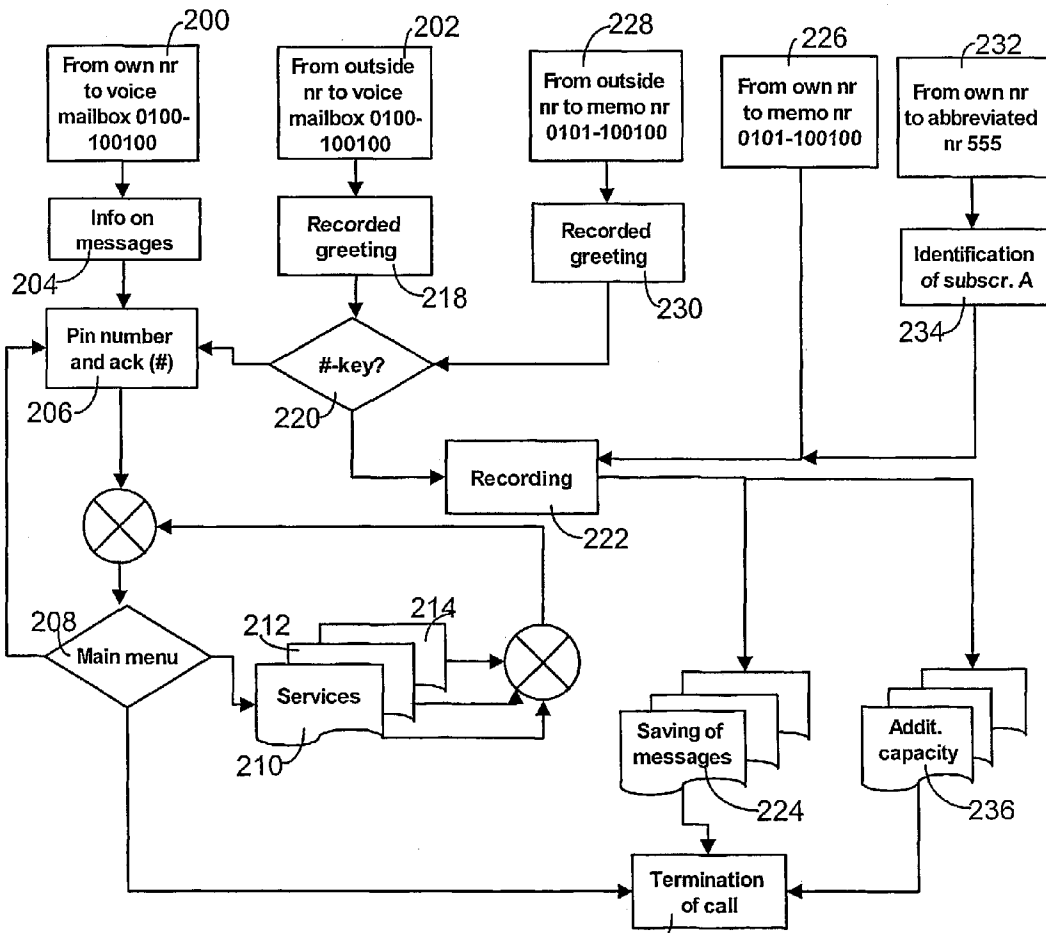 200
202
228
226
232
From own nr
to voice
mailbox 0100-
100100
From outside
nr to voice
mailbox 0100-
100100
From outside
nr to memo nr
0101-100100
From own nr
to memo nr
0101-100100
From own nr
to abbreviated
nr 555
Info on
messages
204
Recorded
greeting
218
Recorded
greeting
230
Identification
of subscr. A
234
Pin number
and ack (#)
206
#-key?
220
Recording
222
208
Main menu
212
214
Services
210
Saving of
messages
224
Addit.
capacity
236
Termination
of call